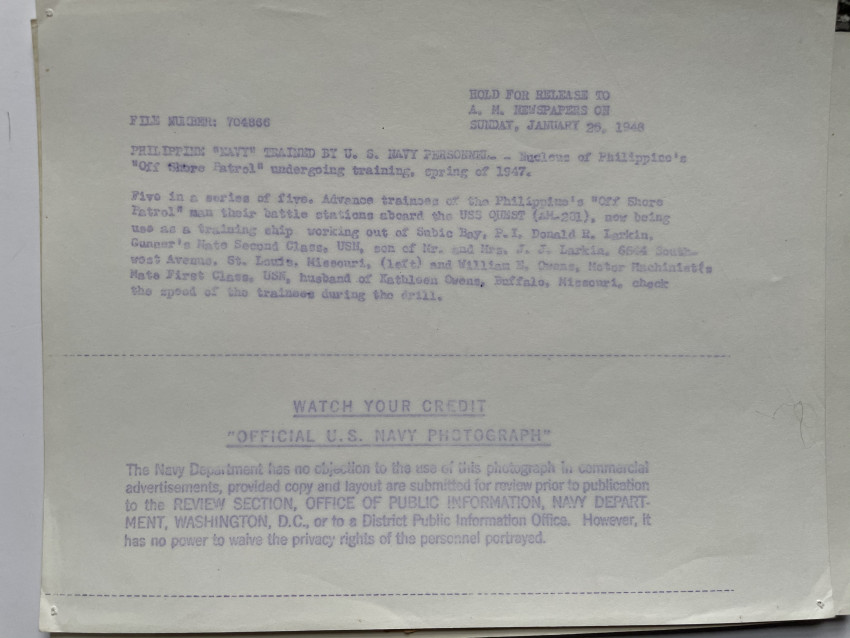 HOLD FOR RELEASE TO
A. M. NEWSPAPERS ON
FILE NUMBER: 704866
SUNDAY, JANUARY 25, 1948
PHILIPPINE "NAVY" TRAINED BY U. S. NAVY PERSONNEL - Nucleus of Philippico's
"Off Shore Patrol" undergoing training, spring of 1947.
Five in a series of five. Advance trainees of the Philippico's "Off Shore
Patrol" man their battle stations aboard the USS QUEST (AM-281), now being
use as a training ship working out of Subic Bay, P.I. Donald R. Larkin,
Gunner's Mate Second Class, USN, son of Mr. and Mrs. J. J. Larkin, 6544 South-
west Avenue, St. Louis, Missouri, (left) and William E. Owens, Motor Machinist's
Mate First Class, USN, husband of Kathleen Owens, Buffalo, Missouri, check
the speed of the trainees during the drill.
WATCH YOUR CREDIT
"OFFICIAL U.S. NAVY PHOTOGRAPH"
The Navy Department has no objection to the use of this photograph in commercial
advertisements, provided copy and layout are submitted for review prior to publication
to the REVIEW SECTION, OFFICE OF PUBLIC INFORMATION, NAVY DEPART-
MENT, WASHINGTON, D.C., or to a District Public Information Office. However, it
has no power to waive the privacy rights of the personnel portrayed.